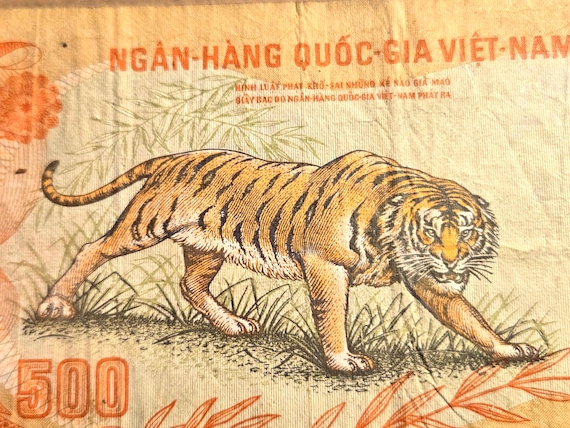 NGÂN-HÀNG QUỐC-GIA VIỆT-NAM
HÌNH LUẬT PHẠT KHỔ-SAI NHỮNG KẺ NÀO GIẢ MẠO
GIẤY BẠC DO NGÂN-HÀNG QUỐC-GIA VIỆT-NAM PHÁT RA
500